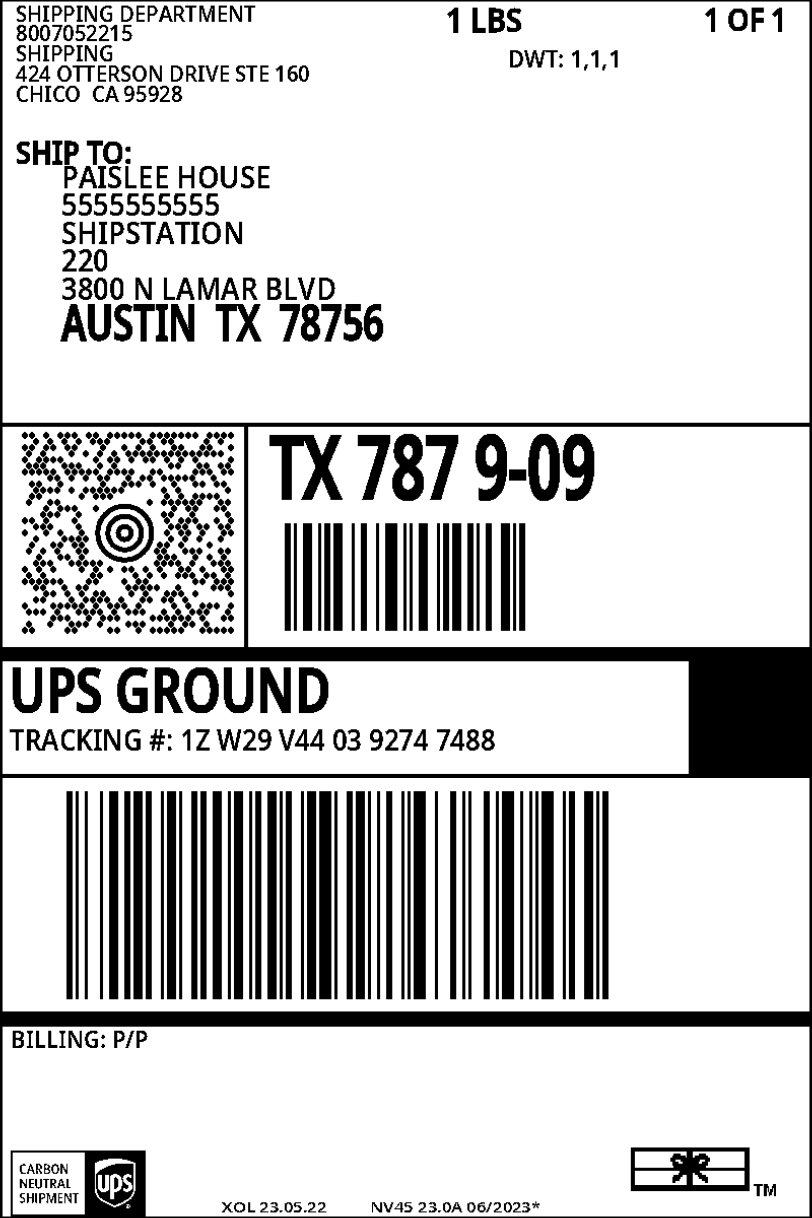 SHIPPING DEPARTMENT
8007052215
SHIPPING
424 OTTERSON DRIVE STE 160
CHICO CA 95928
1 LBS
1 OF 1
DWT: 1,1,1
SHIP TO:
PAISLEE HOUSE
5555555555
SHIPSTATION
220
3800 N LAMAR BLVD
AUSTIN TX 78756
TX 787 9-09
UPS GROUND
TRACKING #: 1Z W29 V44 03 9274 7488
BILLING: P/P
CARBON
NEUTRAL
SHIPMENT
ups
XOL 23.05.22 NV45 23.0A 06/2023*
TM